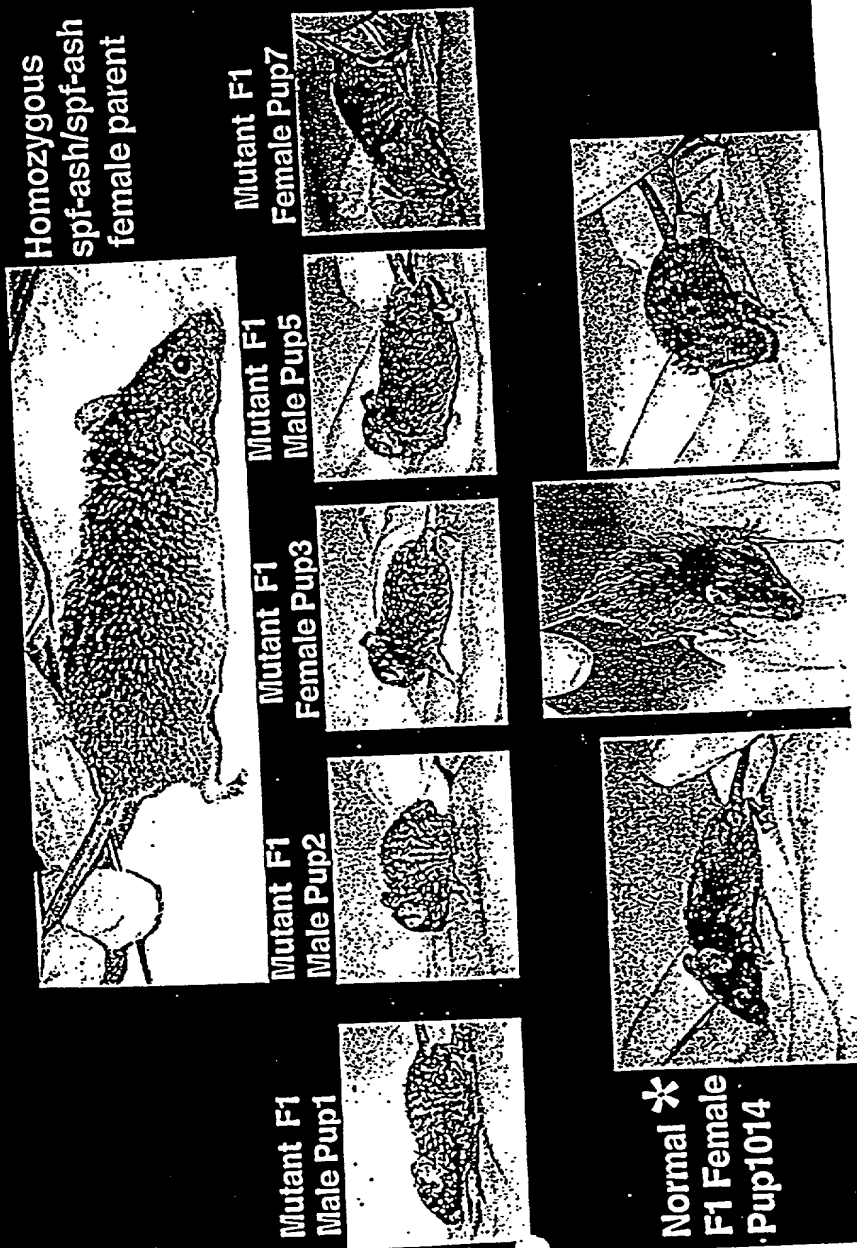 Homozygous
spf-ash/spf-ash
female parent
Mutant F1
Male Pup1
Mutant F1
Male Pup2
Mutant F1
Female Pup3
Mutant F1
Male Pup5
Mutant F1
Female Pup7
Normal *
F1 Female
Pup1014